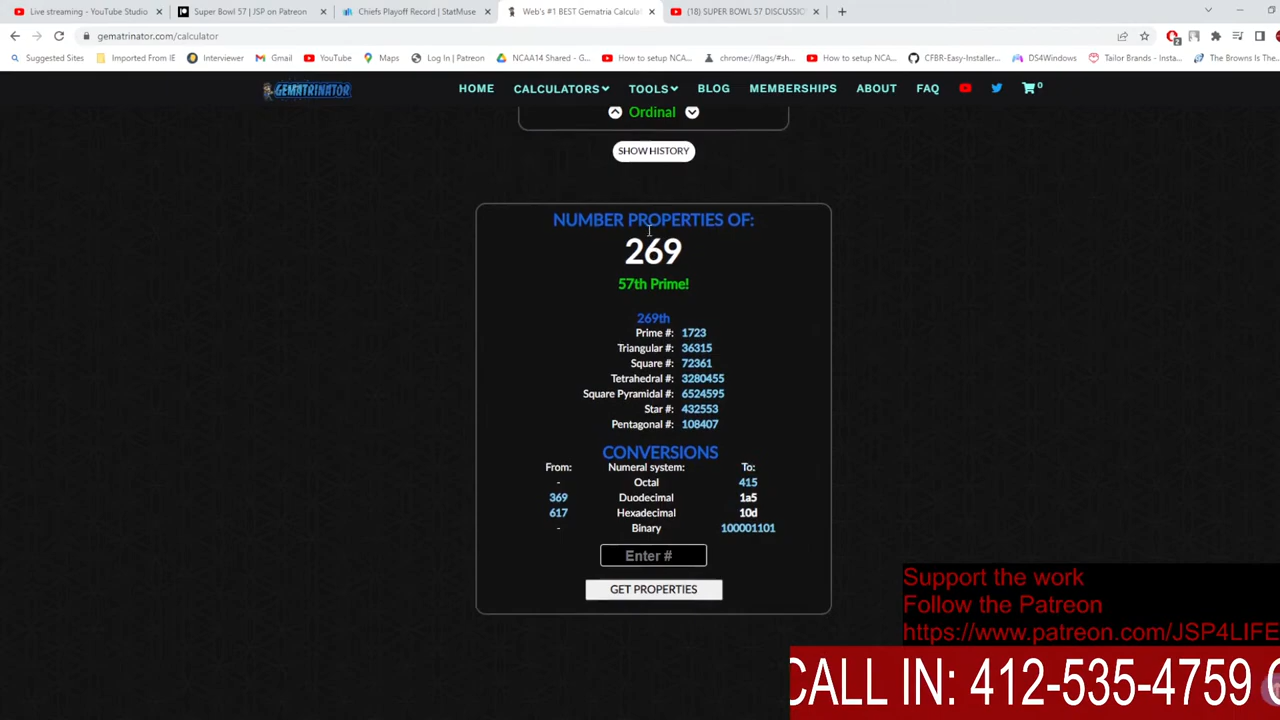 Live streaming - YouTube Studio
Super Bowl 57 | JSP on Patreon
Chiefs Playoff Record | StatMuse
Web's #1 BEST Gematria Calculat
(18) SUPER BOWL 57 DISCUSSIO
gematrinator.com/calculator
Suggested Sites
Imported From IE
Interviewer
Gmail
YouTube
Maps
Log In | Patreon
NCAA14 Shared - G...
How to setup NCA...
chrome://flags/#sh...
How to setup NCA...
CFBR-Easy-Installer...
DS4Windows
Tailor Brands - Insta...
The Browns Is The...
GEMATRINATOR
HOME
CALCULATORS
TOOLS
BLOG
MEMBERSHIPS
ABOUT
FAQ
0
Ordinal
SHOW HISTORY
NUMBER PROPERTIES OF:
269
57th Prime!
269th
Prime #: 1723
Triangular #: 36315
Square #: 72361
Tetrahedral #: 3280455
Square Pyramidal #: 6524595
Star #: 432553
Pentagonal #: 108407
CONVERSIONS
From: Numeral system: To:
- Octal 415
369 Duodecimal 1a5
617 Hexadecimal 10d
- Binary 100001101
Enter #
GET PROPERTIES
Support the work
Follow the Patreon
https://www.patreon.com/JSP4LIFE
CALL IN: 412-535-4759